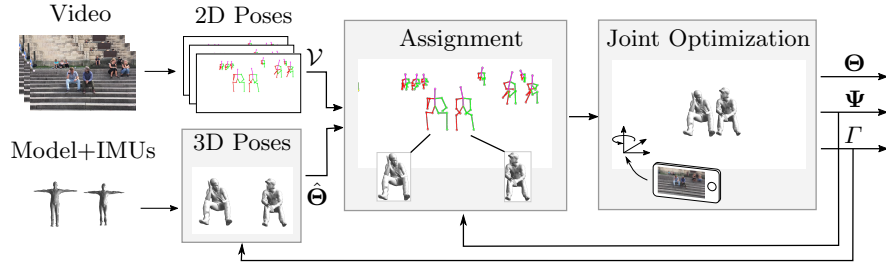 Video
2D Poses
𝒱
Assignment
Joint Optimization
Θ
Ψ
Γ
Model+IMUs
3D Poses
Θ̂